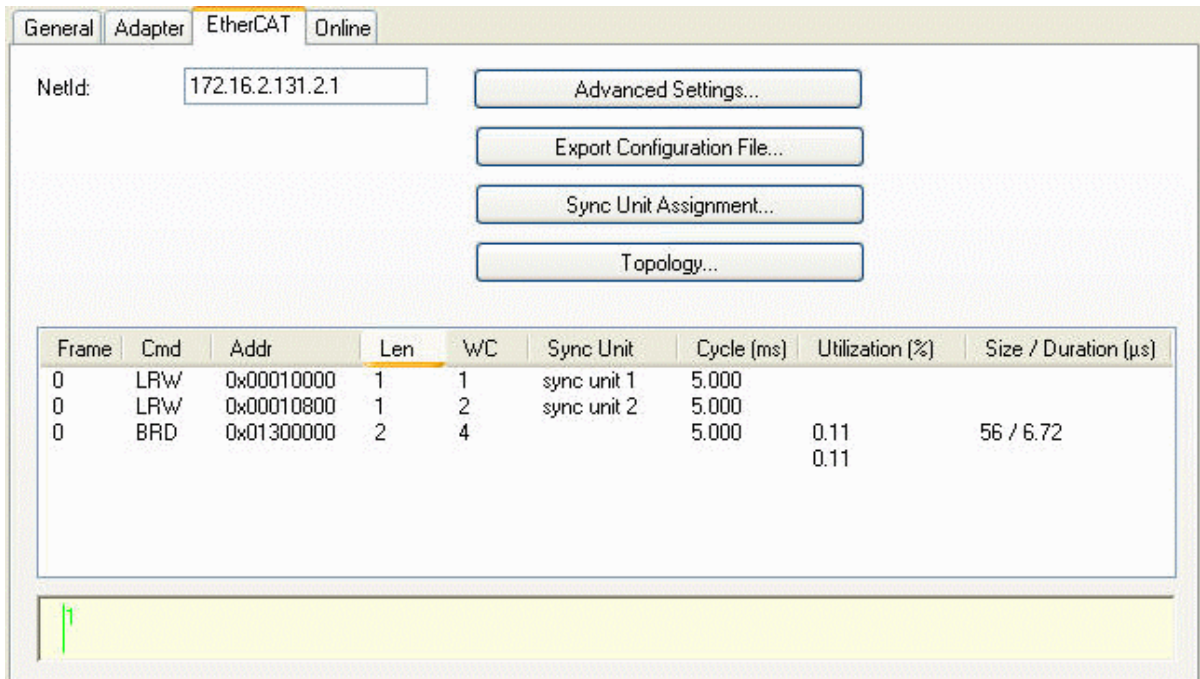 General Adapter EtherCAT Online
NetId: 172.16.2.131.2.1
Advanced Settings...
Export Configuration File...
Sync Unit Assignment...
Topology...
Frame Cmd Addr Len WC Sync Unit Cycle (ms) Utilization (%) Size / Duration (µs)
0 LRW 0x00010000 1 1 sync unit 1 5.000
0 LRW 0x00010800 1 2 sync unit 2 5.000
0 BRD 0x01300000 2 4 5.000 0.11 56 / 6.72
0.11
1